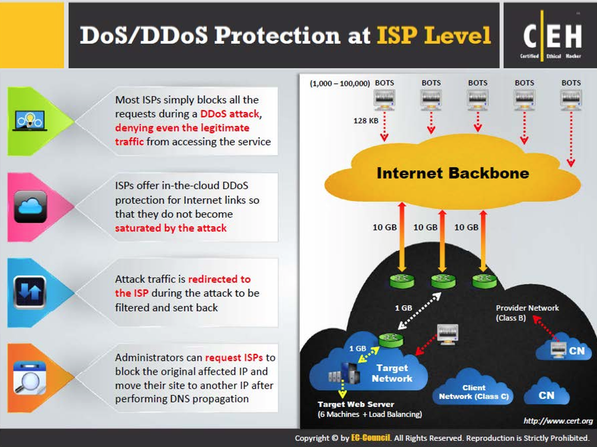 DoS/DDoS Protection at ISP Level
C|EH
Certified Ethical Hacker
Most ISPs simply blocks all the
requests during a DDoS attack,
denying even the legitimate
traffic from accessing the service
ISPs offer in-the-cloud DDoS
protection for Internet links so
that they do not become
saturated by the attack
Attack traffic is redirected to
the ISP during the attack to be
filtered and sent back
Administrators can request ISPs to
block the original affected IP and
move their site to another IP after
performing DNS propagation
(1,000 – 100,000) BOTS BOTS BOTS BOTS BOTS
128 KB
Internet Backbone
10 GB 10 GB 10 GB
1 GB
Provider Network
(Class B)
CN
1 GB
Target
Network
Client
Network (Class C)
CN
Target Web Server
(6 Machines + Load Balancing)
http://www.cert.org
Copyright © by EC-Council. All Rights Reserved. Reproduction is Strictly Prohibited.